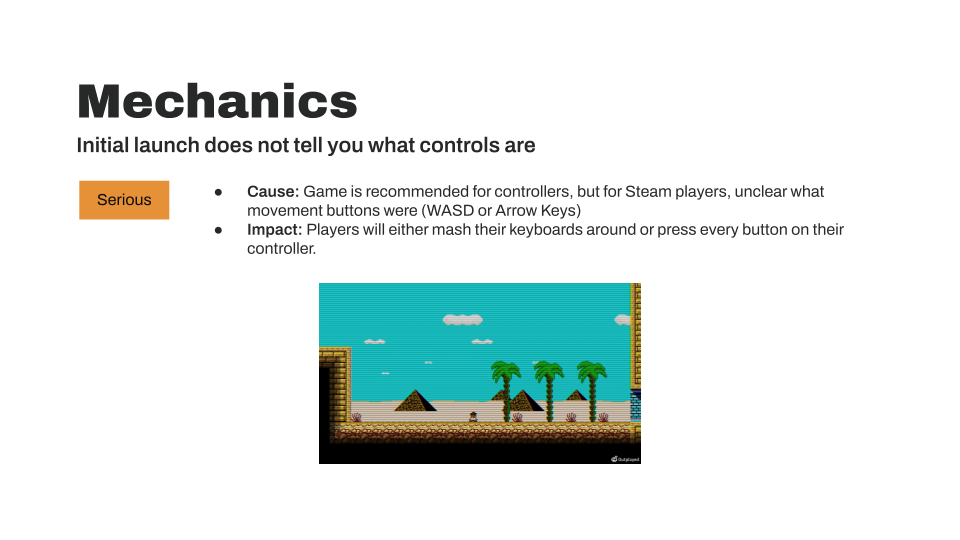 Mechanics
Initial launch does not tell you what controls are
Serious
● Cause: Game is recommended for controllers, but for Steam players, unclear what
movement buttons were (WASD or Arrow Keys)
● Impact: Players will either mash their keyboards around or press every button on their
controller.
Outplayed